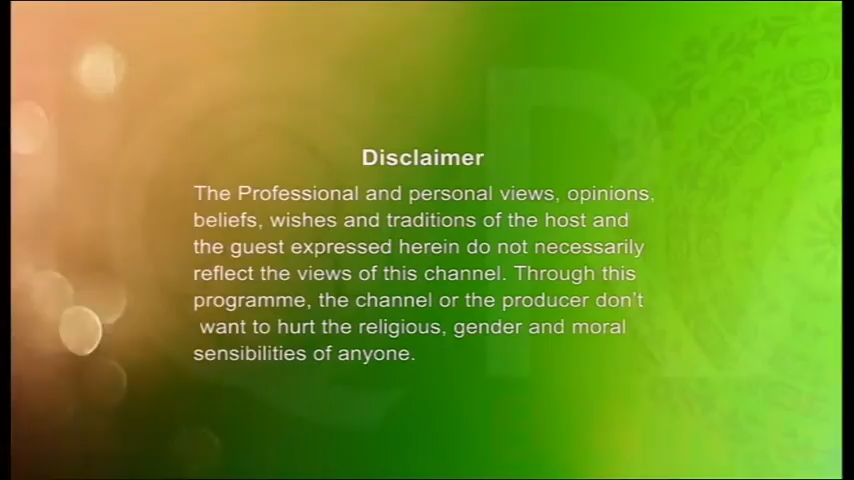 Disclaimer
The Professional and personal views, opinions,
beliefs, wishes and traditions of the host and
the guest expressed herein do not necessarily
reflect the views of this channel. Through this
programme, the channel or the producer don't
want to hurt the religious, gender and moral
sensibilities of anyone.